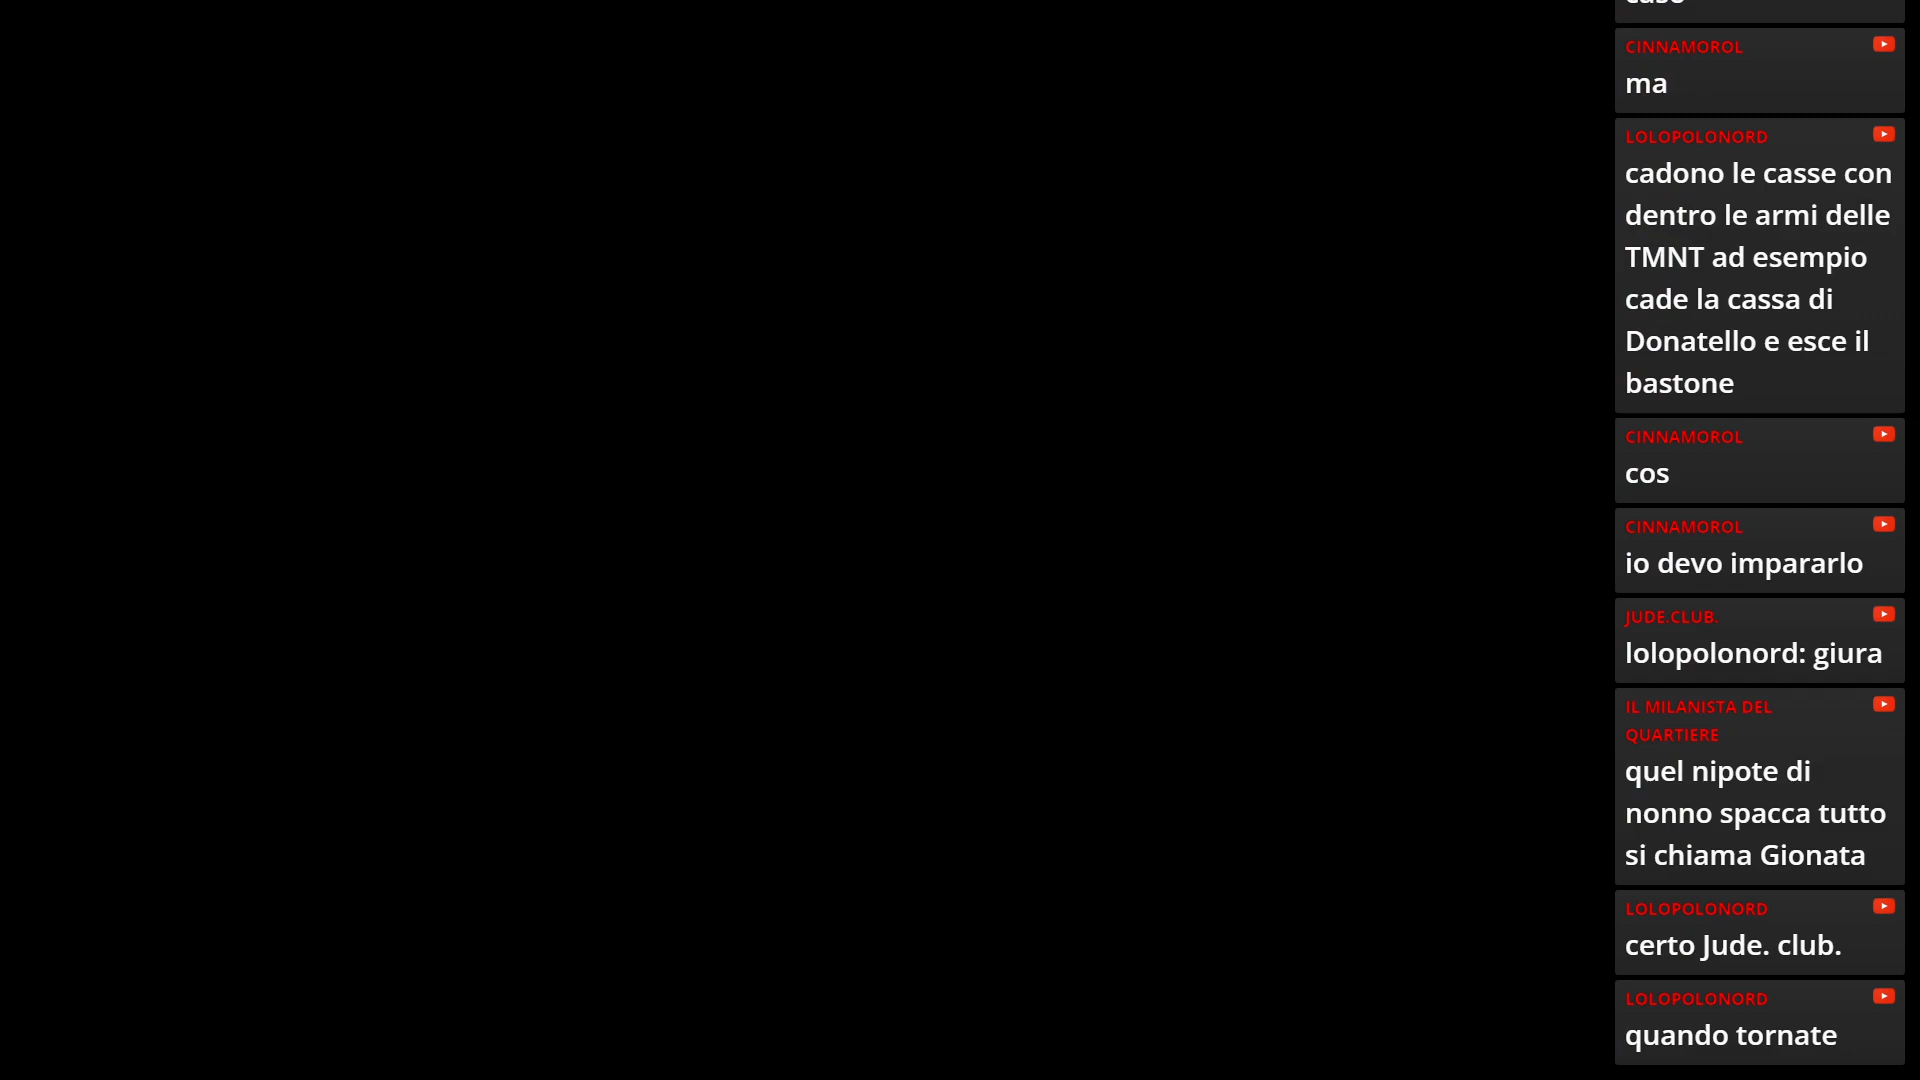 caso
CINNAMOROL
ma
LOLOPOLONORD
cadono le casse con
dentro le armi delle
TMNT ad esempio
cade la cassa di
Donatello e esce il
bastone
CINNAMOROL
cos
CINNAMOROL
io devo impararlo
JUDE.CLUB.
lolopolonord: giura
IL MILANISTA DEL
QUARTIERE
quel nipote di
nonno spacca tutto
si chiama Gionata
LOLOPOLONORD
certo Jude. club.
LOLOPOLONORD
quando tornate